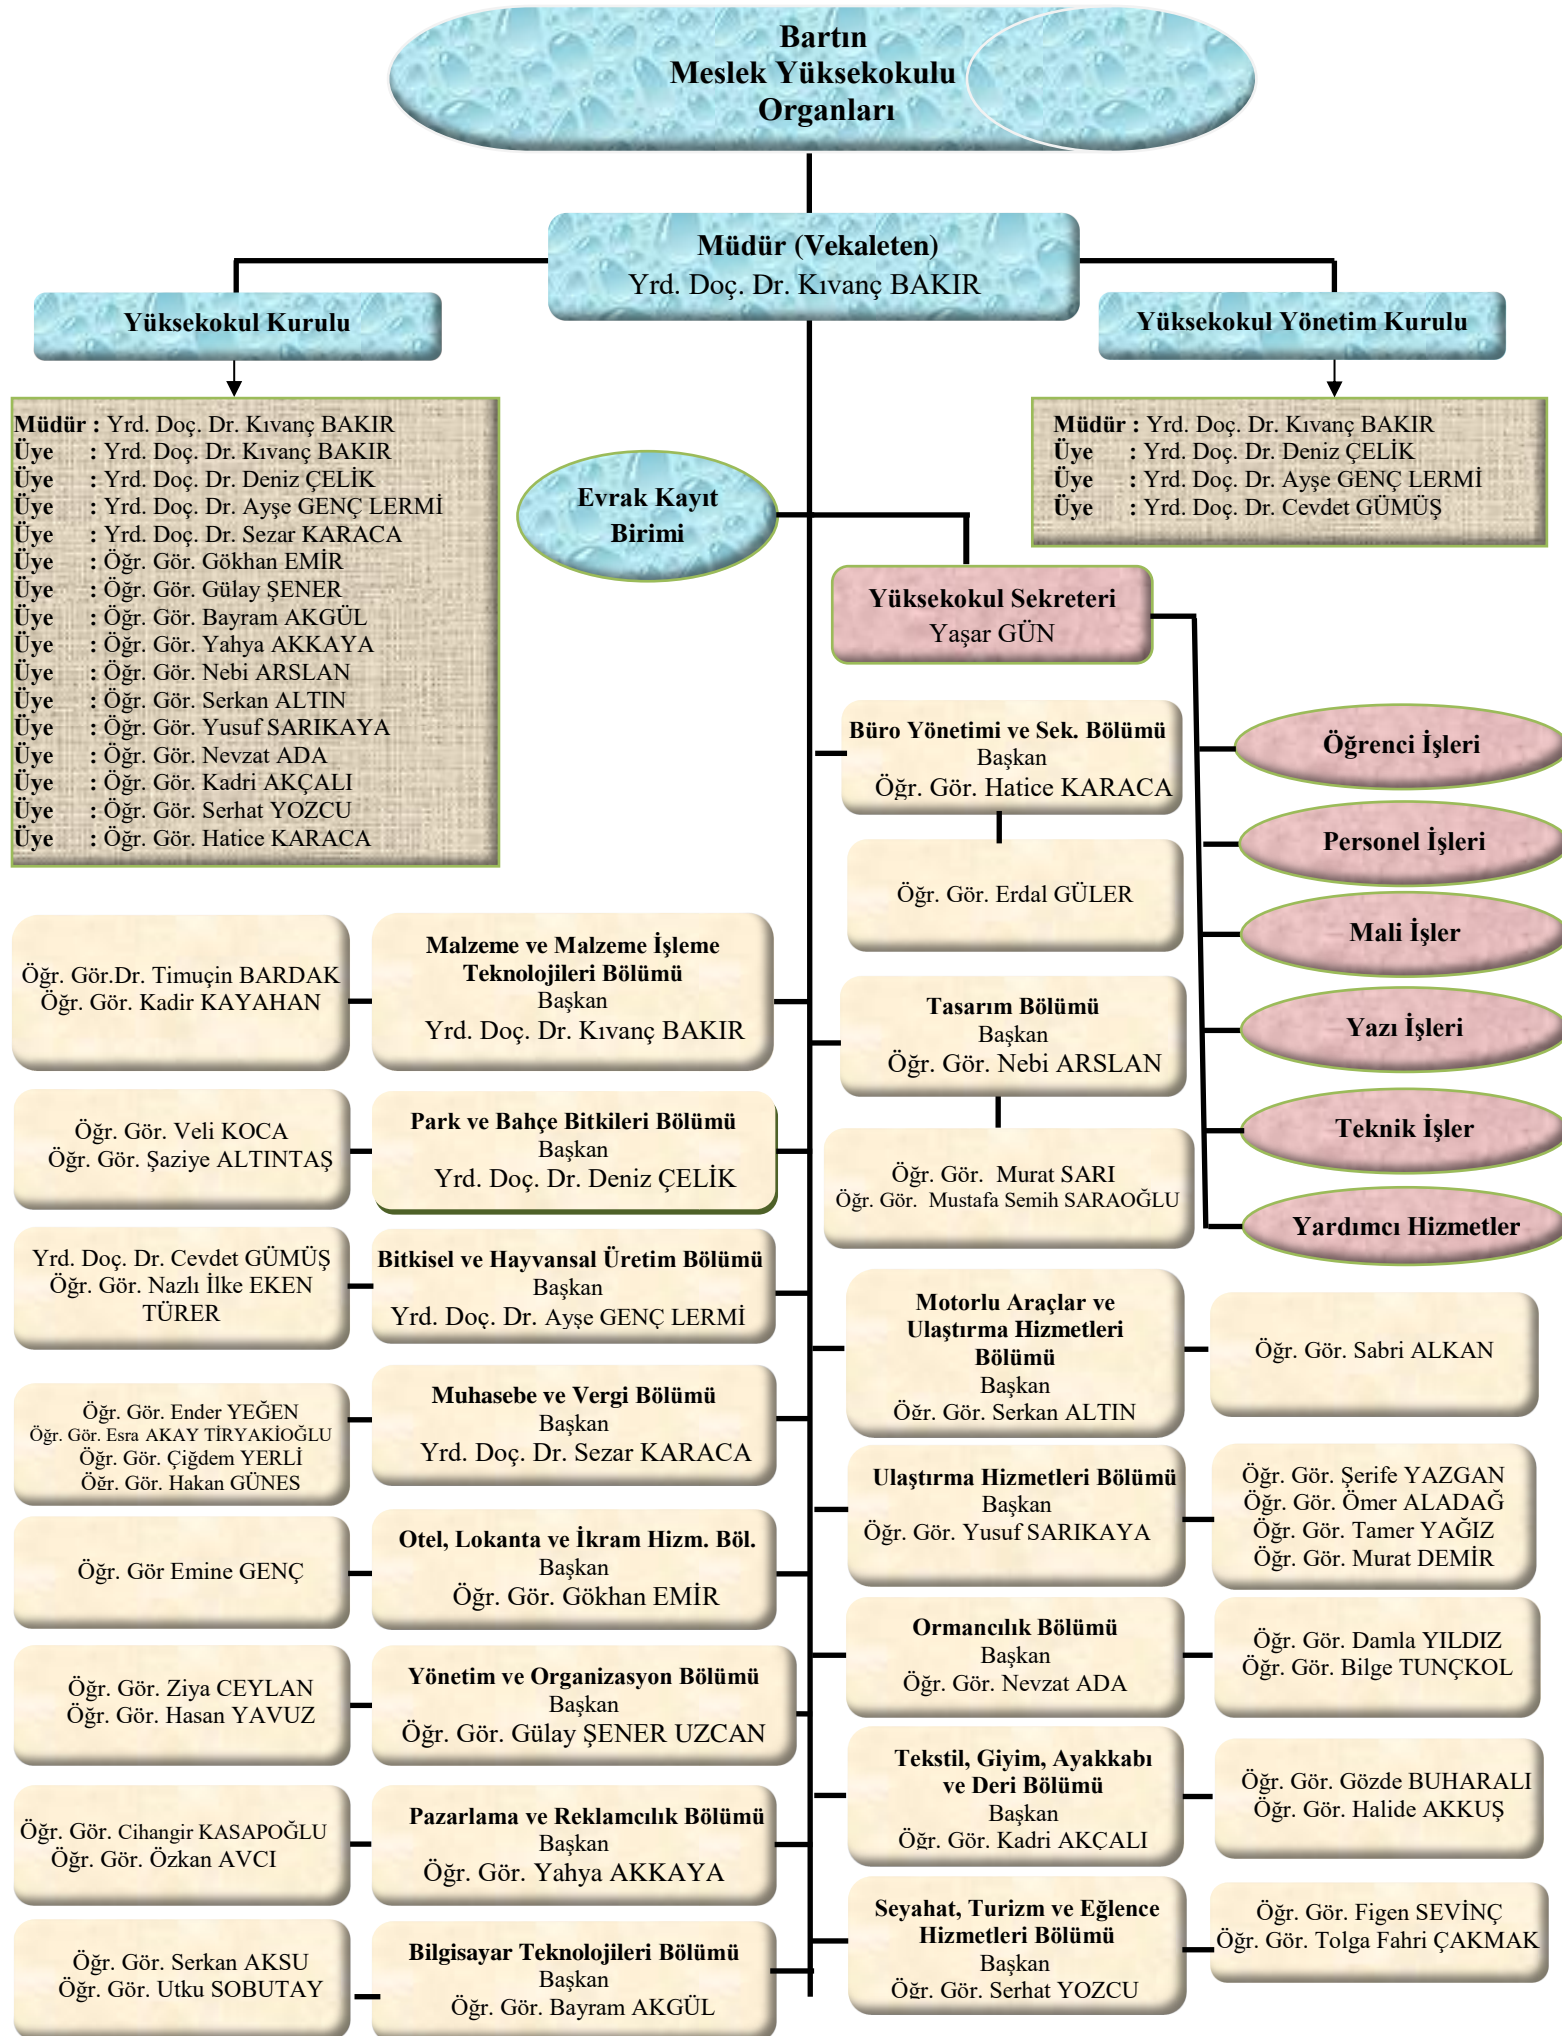 Bartın
Meslek Yüksekokulu
Organları
Müdür (Vekaleten)
Yrd. Doç. Dr. Kıvanç BAKIR
Yüksekokul Kurulu
Yüksekokul Yönetim Kurulu
Müdür : Yrd. Doç. Dr. Kıvanç BAKIR
Üye : Yrd. Doç. Dr. Kıvanç BAKIR
Üye : Yrd. Doç. Dr. Deniz ÇELİK
Üye : Yrd. Doç. Dr. Ayşe GENÇ LERMİ
Üye : Yrd. Doç. Dr. Sezar KARACA
Üye : Öğr. Gör. Gökhan EMİR
Üye : Öğr. Gör. Gülay ŞENER
Üye : Öğr. Gör. Bayram AKGÜL
Üye : Öğr. Gör. Yahya AKKAYA
Üye : Öğr. Gör. Nebi ARSLAN
Üye : Öğr. Gör. Serkan ALTIN
Üye : Öğr. Gör. Yusuf SARIKAYA
Üye : Öğr. Gör. Nevzat ADA
Üye : Öğr. Gör. Kadri AKÇALI
Üye : Öğr. Gör. Serhat YOZCU
Üye : Öğr. Gör. Hatice KARACA
Müdür : Yrd. Doç. Dr. Kıvanç BAKIR
Üye : Yrd. Doç. Dr. Deniz ÇELİK
Üye : Yrd. Doç. Dr. Ayşe GENÇ LERMİ
Üye : Yrd. Doç. Dr. Cevdet GÜMÜŞ
Evrak Kayıt
Birimi
Yüksekokul Sekreteri
Yaşar GÜN
Öğrenci İşleri
Personel İşleri
Mali İşler
Yazı İşleri
Teknik İşler
Yardımcı Hizmetler
Büro Yönetimi ve Sek. Bölümü
Başkan
Öğr. Gör. Hatice KARACA
Öğr. Gör. Erdal GÜLER
Tasarım Bölümü
Başkan
Öğr. Gör. Nebi ARSLAN
Öğr. Gör. Murat SARI
Öğr. Gör. Mustafa Semih SARAOĞLU
Öğr. Gör.Dr. Timuçin BARDAK
Öğr. Gör. Kadir KAYAHAN
Malzeme ve Malzeme İşleme
Teknolojileri Bölümü
Başkan
Yrd. Doç. Dr. Kıvanç BAKIR
Öğr. Gör. Veli KOCA
Öğr. Gör. Şaziye ALTINTAŞ
Park ve Bahçe Bitkileri Bölümü
Başkan
Yrd. Doç. Dr. Deniz ÇELİK
Yrd. Doç. Dr. Cevdet GÜMÜŞ
Öğr. Gör. Nazlı İlke EKEN
TÜRER
Bitkisel ve Hayvansal Üretim Bölümü
Başkan
Yrd. Doç. Dr. Ayşe GENÇ LERMİ
Motorlu Araçlar ve
Ulaştırma Hizmetleri
Bölümü
Başkan
Öğr. Gör. Serkan ALTIN
Öğr. Gör. Sabri ALKAN
Öğr. Gör. Ender YEĞEN
Öğr. Gör. Esra AKAY TİRYAKİOĞLU
Öğr. Gör. Çiğdem YERLİ
Öğr. Gör. Hakan GÜNEŞ
Muhasebe ve Vergi Bölümü
Başkan
Yrd. Doç. Dr. Sezar KARACA
Ulaştırma Hizmetleri Bölümü
Başkan
Öğr. Gör. Yusuf SARIKAYA
Öğr. Gör. Şerife YAZGAN
Öğr. Gör. Ömer ALADAĞ
Öğr. Gör. Tamer YAĞIZ
Öğr. Gör. Murat DEMİR
Öğr. Gör Emine GENÇ
Otel, Lokanta ve İkram Hizm. Böl.
Başkan
Öğr. Gör. Gökhan EMİR
Ormancılık Bölümü
Başkan
Öğr. Gör. Nevzat ADA
Öğr. Gör. Damla YILDIZ
Öğr. Gör. Bilge TUNÇKOL
Öğr. Gör. Ziya CEYLAN
Öğr. Gör. Hasan YAVUZ
Yönetim ve Organizasyon Bölümü
Başkan
Öğr. Gör. Gülay ŞENER UZCAN
Tekstil, Giyim, Ayakkabı
ve Deri Bölümü
Başkan
Öğr. Gör. Kadri AKÇALI
Öğr. Gör. Gözde BUHARALI
Öğr. Gör. Halide AKKUŞ
Öğr. Gör. Cihangir KASAPOĞLU
Öğr. Gör. Özkan AVCI
Pazarlama ve Reklamcılık Bölümü
Başkan
Öğr. Gör. Yahya AKKAYA
Seyahat, Turizm ve Eğlence
Hizmetleri Bölümü
Başkan
Öğr. Gör. Serhat YOZCU
Öğr. Gör. Figen SEVİNÇ
Öğr. Gör. Tolga Fahri ÇAKMAK
Öğr. Gör. Serkan AKSU
Öğr. Gör. Utku SOBUTAY
Bilgisayar Teknolojileri Bölümü
Başkan
Öğr. Gör. Bayram AKGÜL